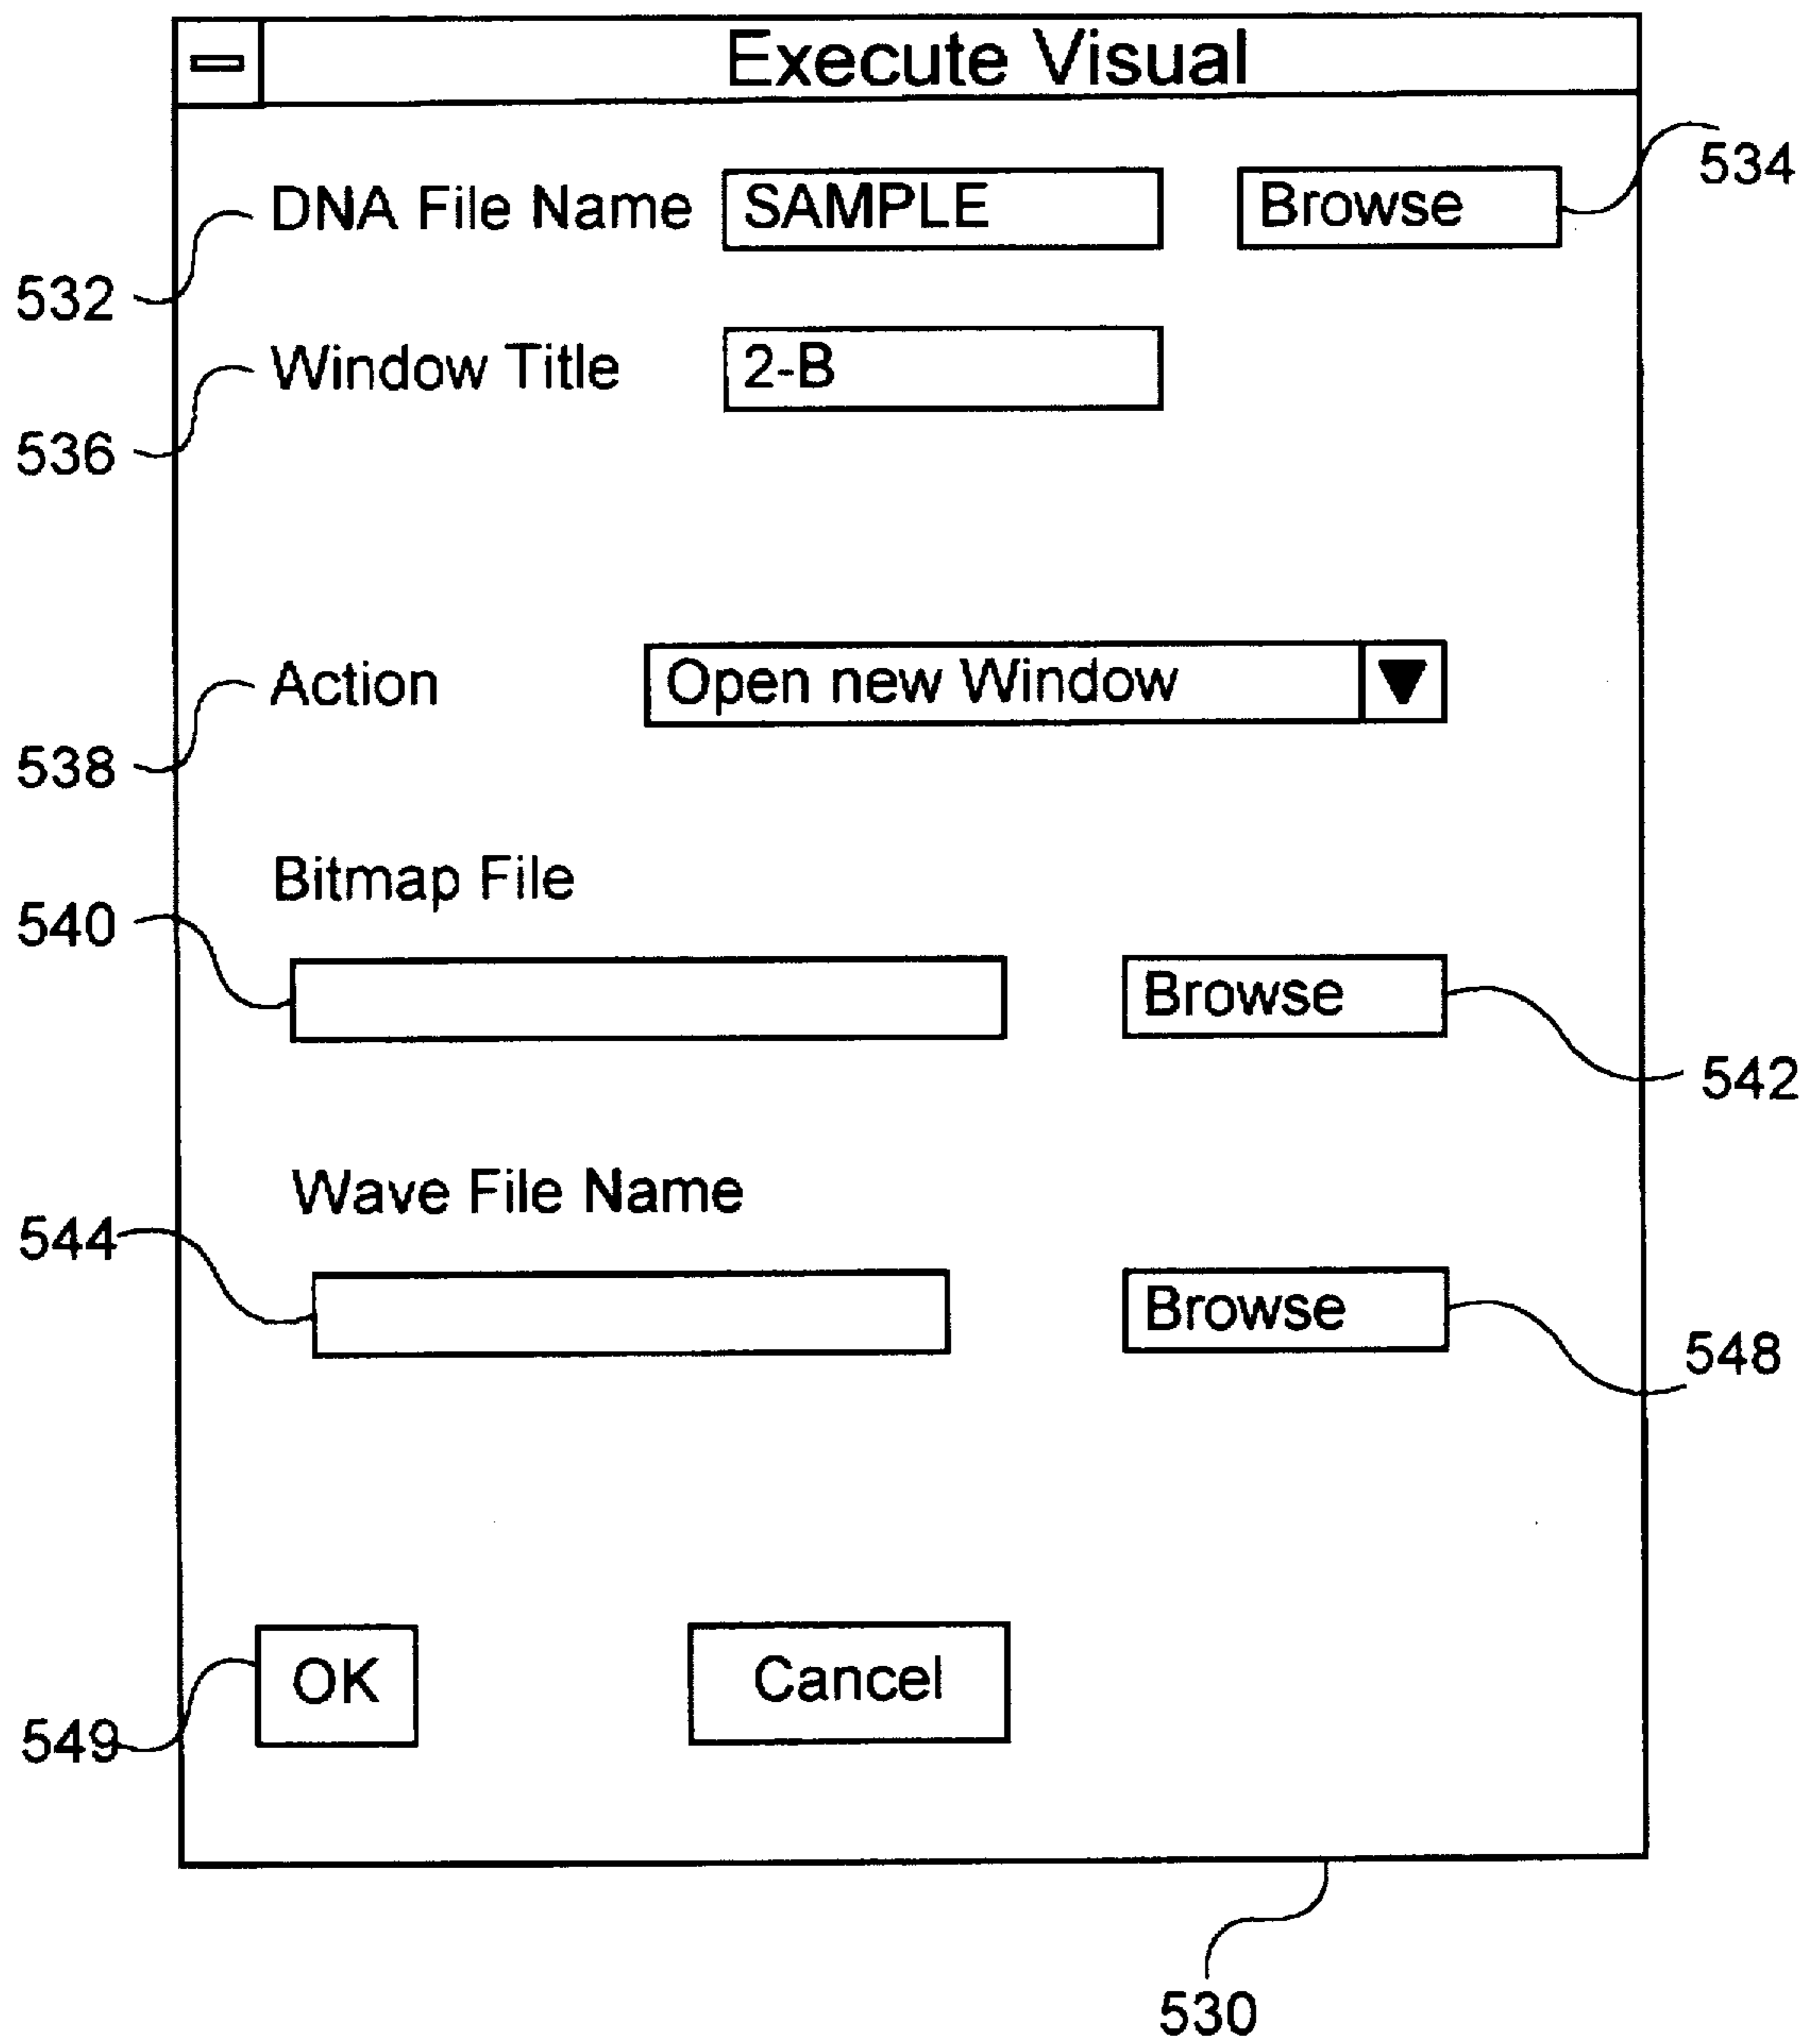 Execute Visual
534
DNA File Name SAMPLE Browse
532
Window Title 2-B
536
Action Open new Window
538
Bitmap File
540
Browse
542
Wave File Name
544
Browse
548
OK Cancel
549
530